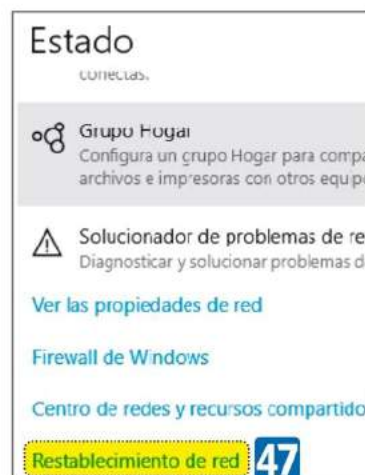 Estado
conectas.
Grupo Hogar
Configura un grupo Hogar para compa
archivos e impresoras con otros equipo
Solucionador de problemas de re
Diagnosticar y solucionar problemas d
Ver las propiedades de red
Firewall de Windows
Centro de redes y recursos compartido
Restablecimiento de red 47